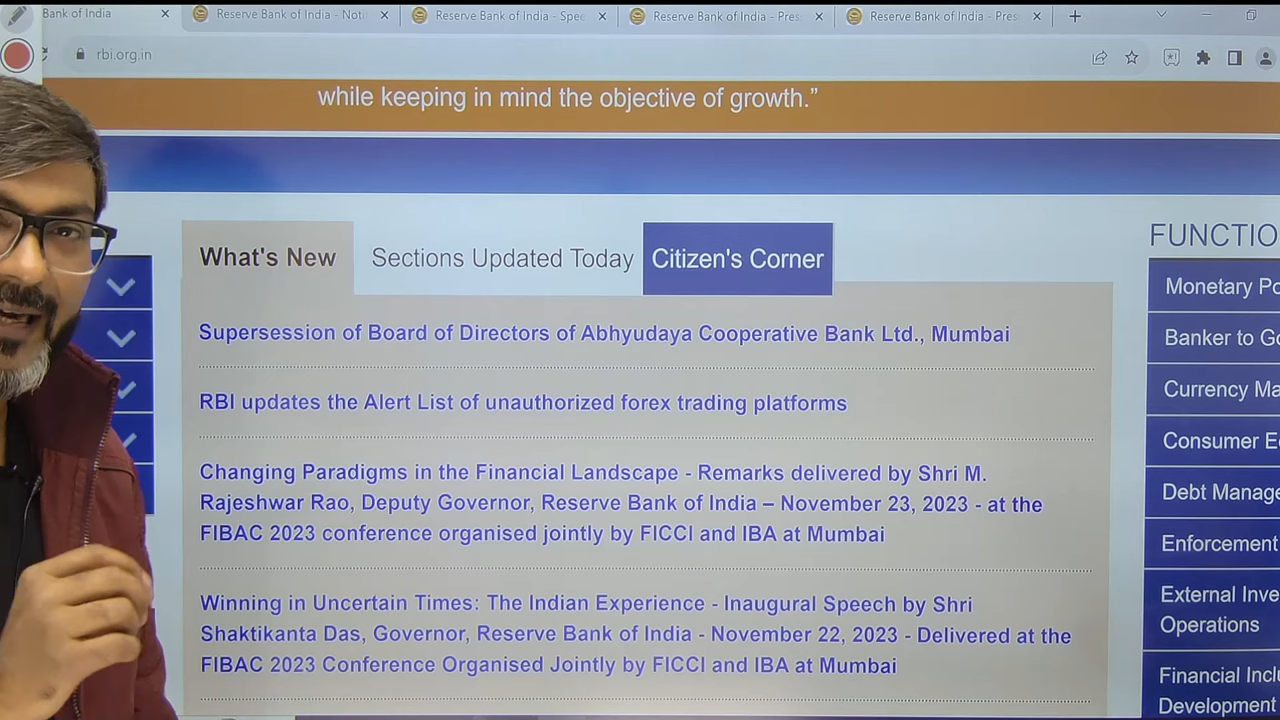 Bank of India
Reserve Bank of India - Noti
Reserve Bank of India - Spee
Reserve Bank of India - Pres
Reserve Bank of India - Pres
rbi.org.in
while keeping in mind the objective of growth.”
What's New
Sections Updated Today
Citizen's Corner
Supersession of Board of Directors of Abhyudaya Cooperative Bank Ltd., Mumbai
RBI updates the Alert List of unauthorized forex trading platforms
Changing Paradigms in the Financial Landscape - Remarks delivered by Shri M.
Rajeshwar Rao, Deputy Governor, Reserve Bank of India – November 23, 2023 - at the
FIBAC 2023 conference organised jointly by FICCI and IBA at Mumbai
Winning in Uncertain Times: The Indian Experience - Inaugural Speech by Shri
Shaktikanta Das, Governor, Reserve Bank of India - November 22, 2023 - Delivered at the
FIBAC 2023 Conference Organised Jointly by FICCI and IBA at Mumbai
FUNCTIO
Monetary Po
Banker to Go
Currency Ma
Consumer E
Debt Manage
Enforcement
External Inve
Operations
Financial Inclu
Development